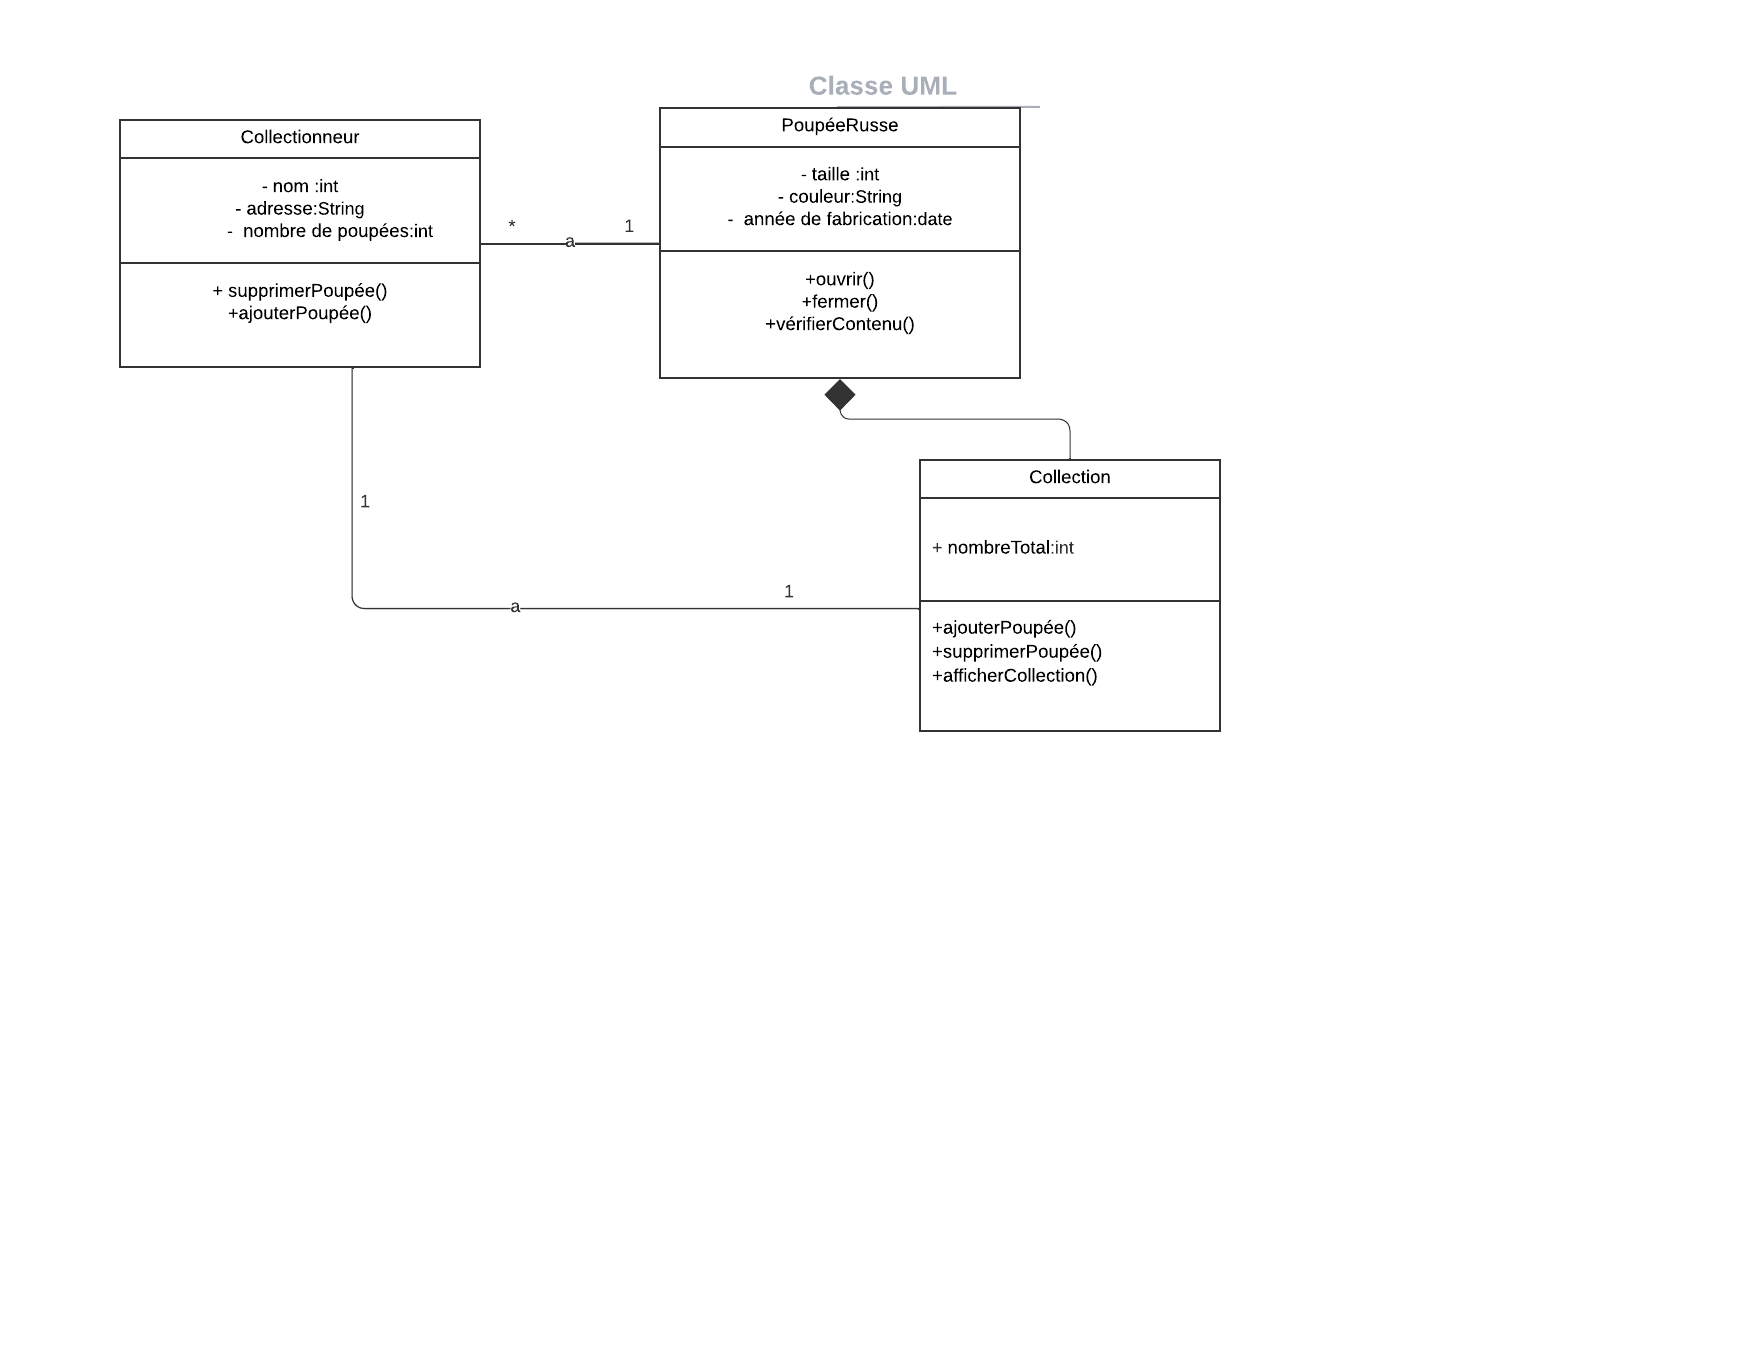 Classe UML
Collectionneur
- nom :int
- adresse:String
- nombre de poupées:int
+ supprimerPoupée()
+ajouterPoupée()
* a 1
PoupéeRusse
- taille :int
- couleur:String
- année de fabrication:date
+ouvrir()
+fermer()
+vérifierContenu()
1
a
1
Collection
+ nombreTotal:int
+ajouterPoupée()
+supprimerPoupée()
+afficherCollection()